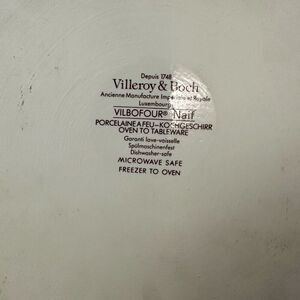 Depuis 1748
Villeroy & Boch
Ancienne Manufacture Impériale et Royale
Luxembourg
VILBOFOUR® Naif
PORCELAINE A FEU - KOCHGESCHIRR
OVEN TO TABLEWARE
Garanti lave-vaisselle
Spülmaschinenfest
Dishwasher-safe
MICROWAVE SAFE
FREEZER TO OVEN